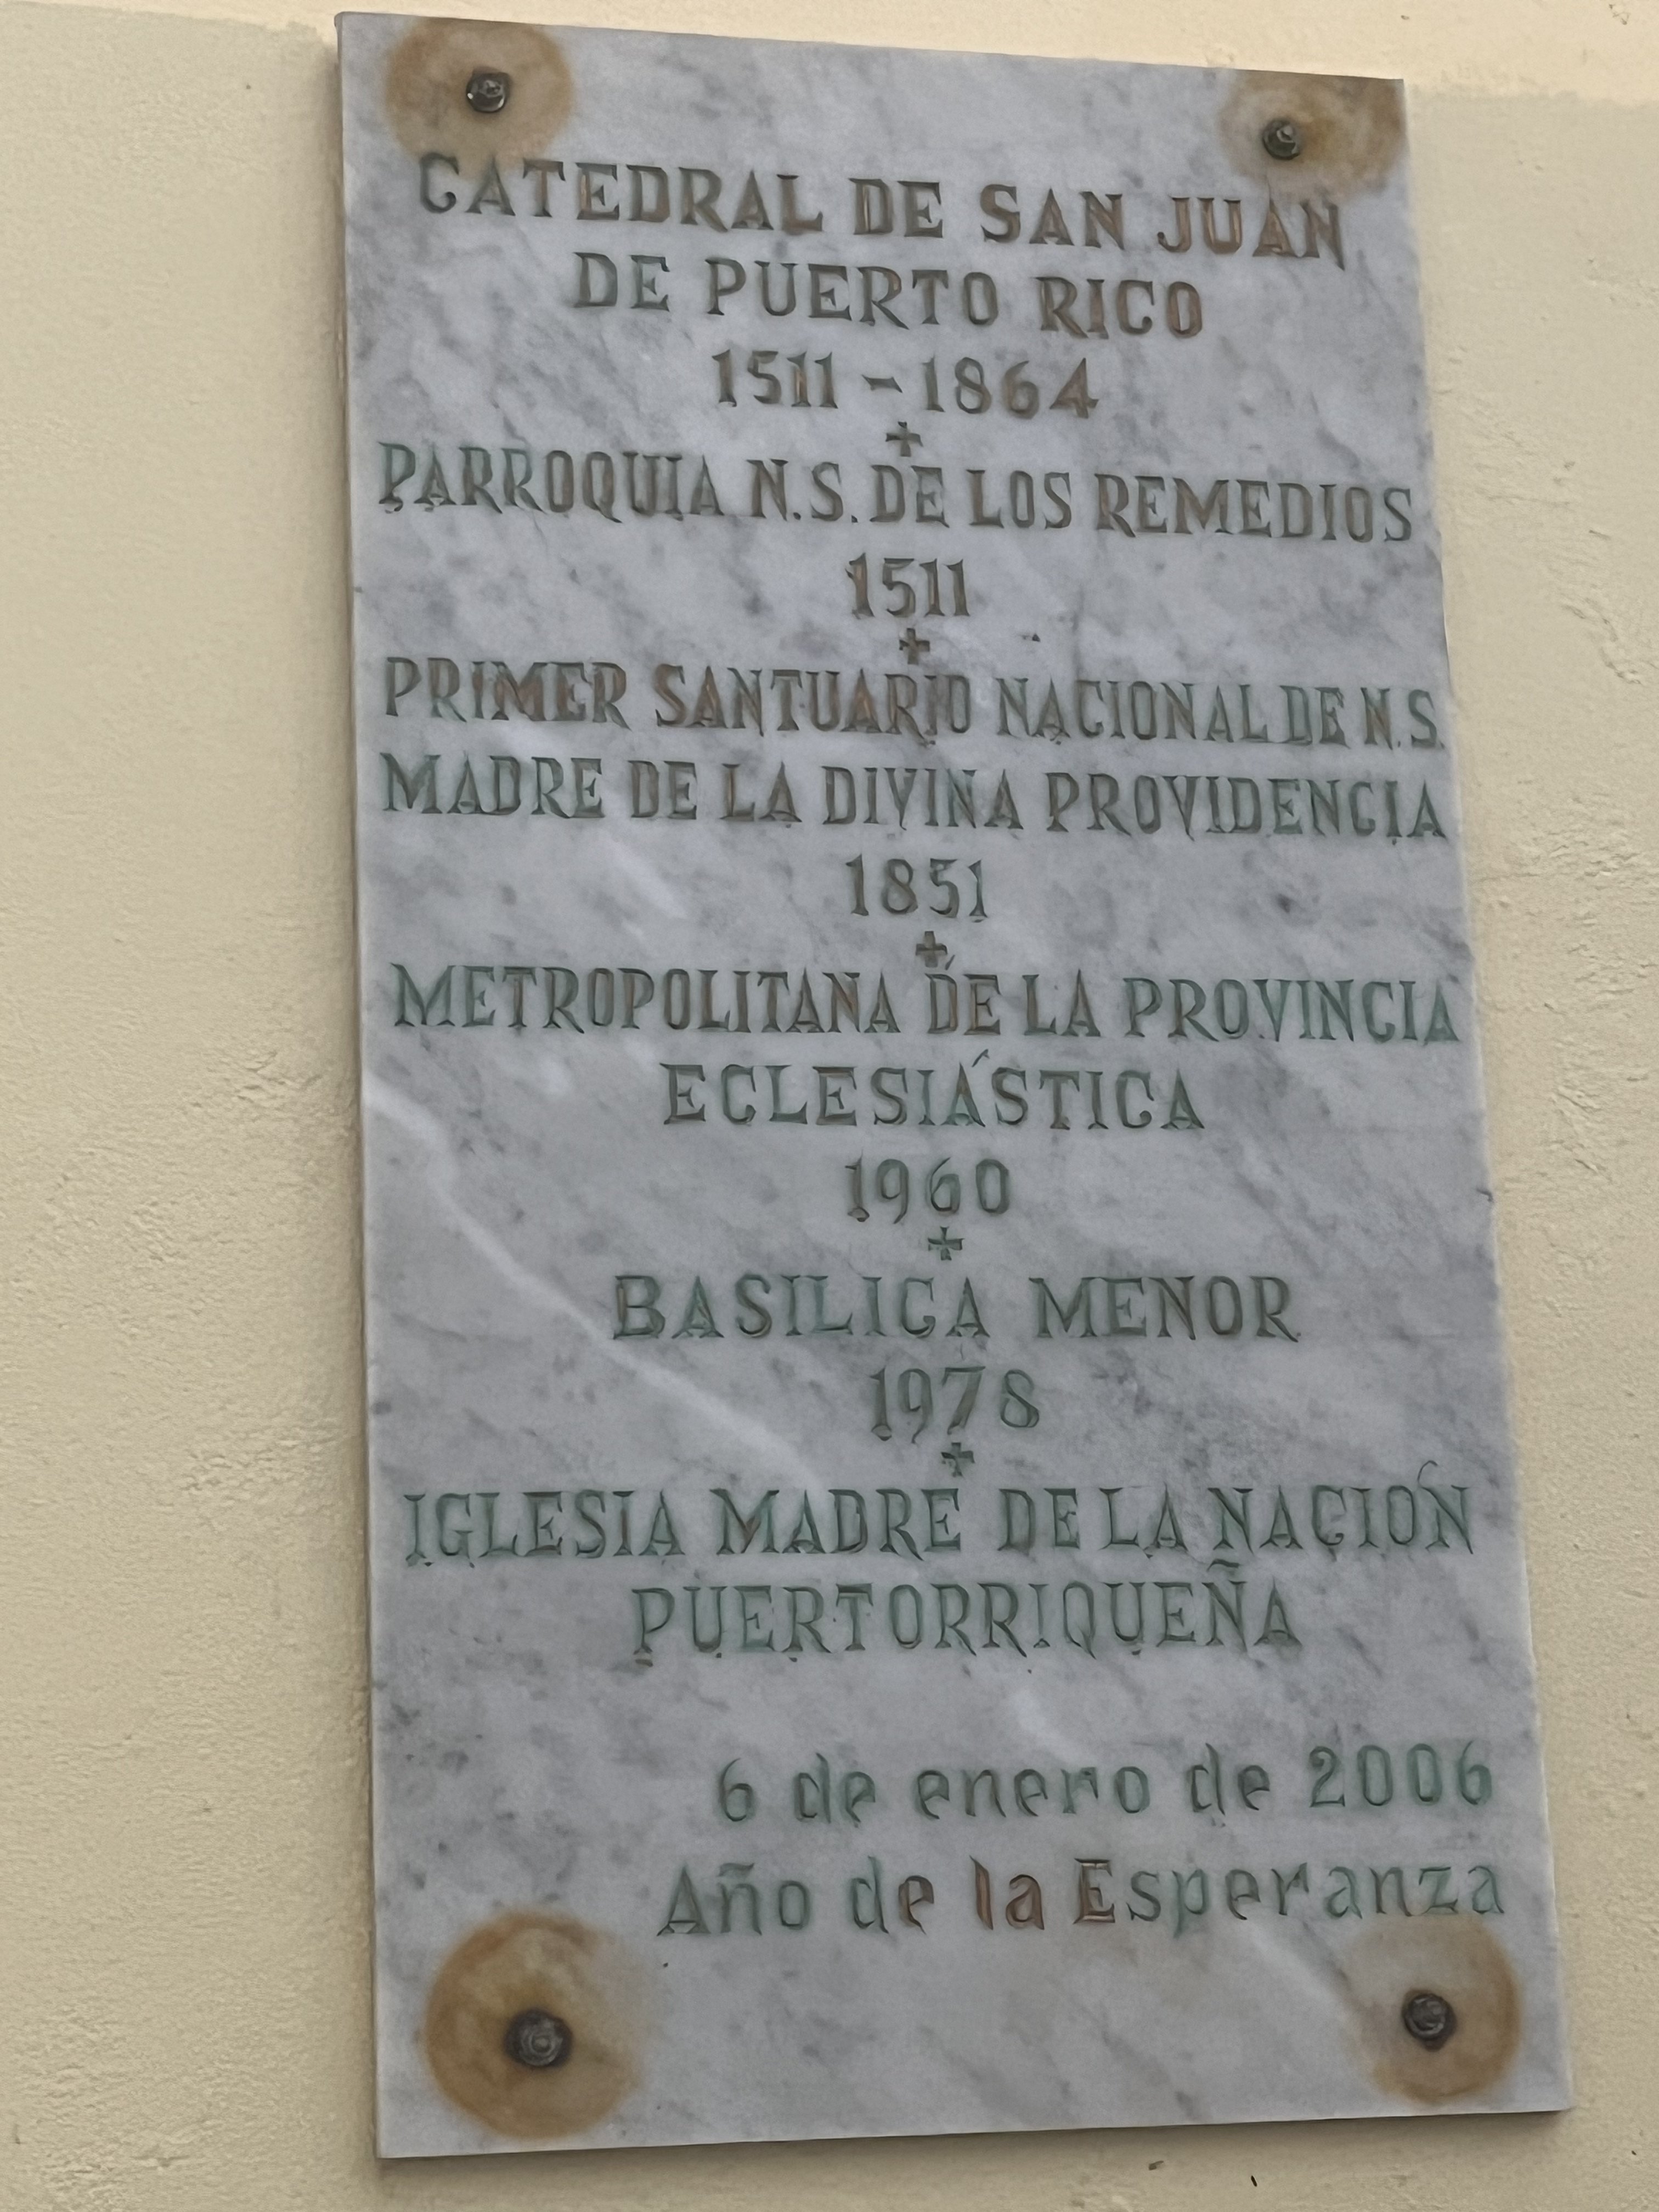 CATEDRAL DE SAN JUAN
DE PUERTO RICO
1511 - 1864
PARROQUIA N.S. DE LOS REMEDIOS
1511
PRIMER SANTUARIO NACIONAL DE N.S.
MADRE DE LA DIVINA PROVIDENCIA
1851
METROPOLITANA DE LA PROVINCIA
ECLESIÁSTICA
1960
BASILICA MENOR
1978
IGLESIA MADRE DE LA NACIÓN
PUERTORRIQUEÑA
6 de enero de 2006
Año de la Esperanza